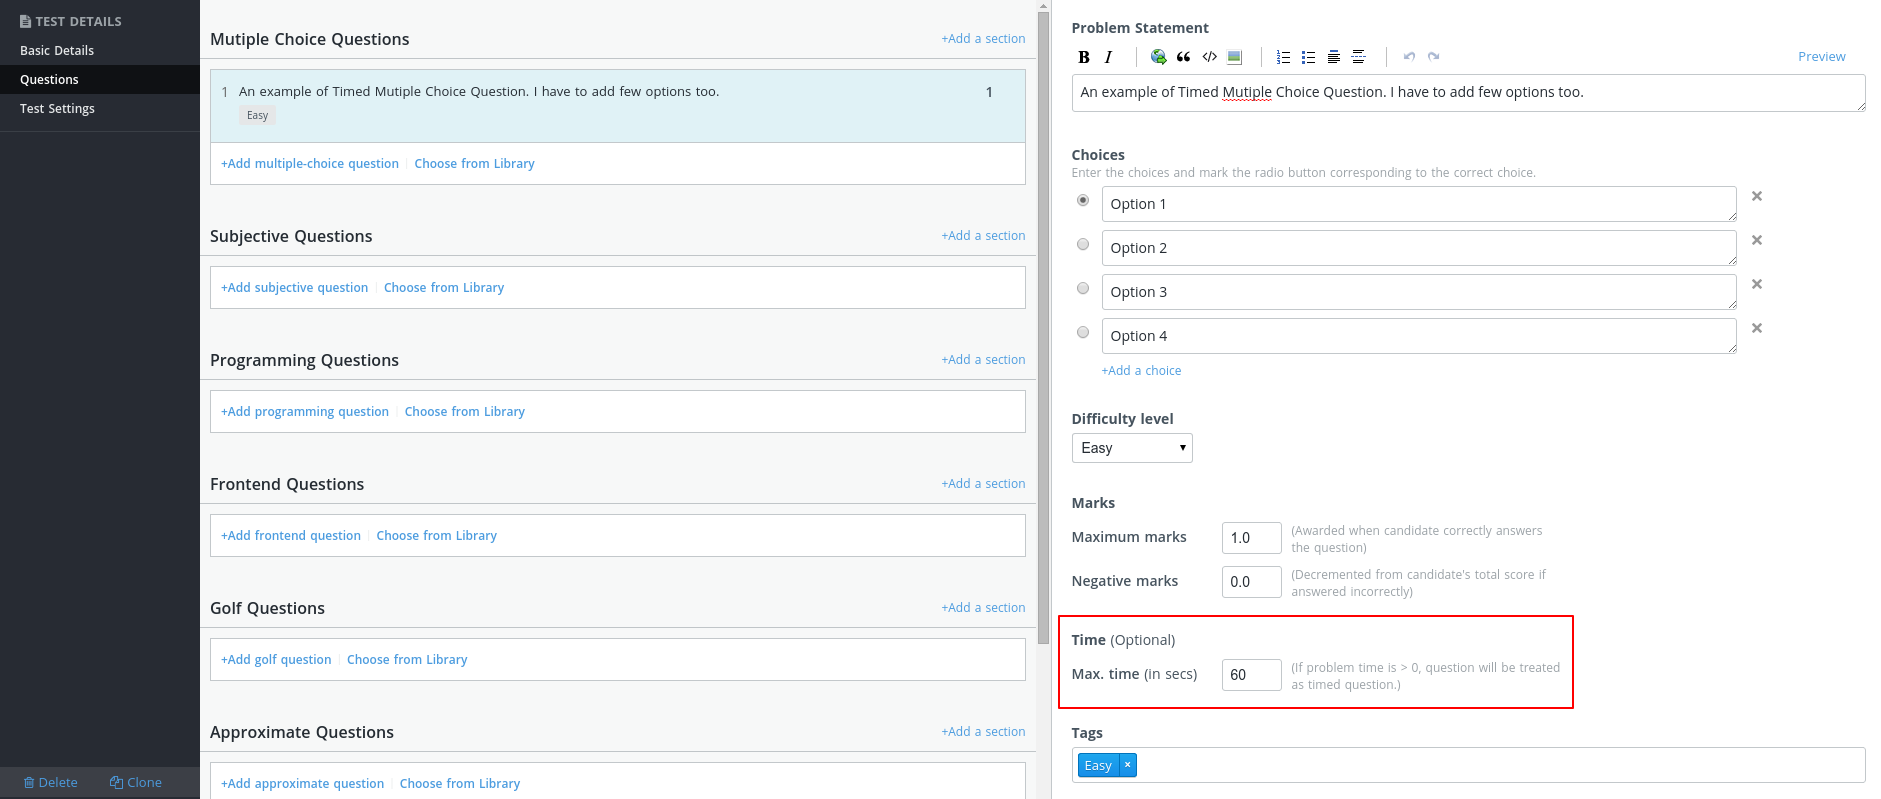 TEST DETAILS
Basic Details
Questions
Test Settings
Delete Clone
Mutiple Choice Questions +Add a section
1 An example of Timed Mutiple Choice Question. I have to add few options too. 1
Easy
+Add multiple-choice question Choose from Library
Subjective Questions +Add a section
+Add subjective question Choose from Library
Programming Questions +Add a section
+Add programming question Choose from Library
Frontend Questions +Add a section
+Add frontend question Choose from Library
Golf Questions +Add a section
+Add golf question Choose from Library
Approximate Questions +Add a section
+Add approximate question Choose from Library
Problem Statement
B I Preview
An example of Timed Mutiple Choice Question. I have to add few options too.
Choices
Enter the choices and mark the radio button corresponding to the correct choice.
Option 1
Option 2
Option 3
Option 4
+Add a choice
Difficulty level
Easy
Marks
Maximum marks 1.0 (Awarded when candidate correctly answers
the question)
Negative marks 0.0 (Decremented from candidate's total score if
answered incorrectly)
Time (Optional)
Max. time (in secs) 60 (If problem time is > 0, question will be treated
as timed question.)
Tags
Easy ×